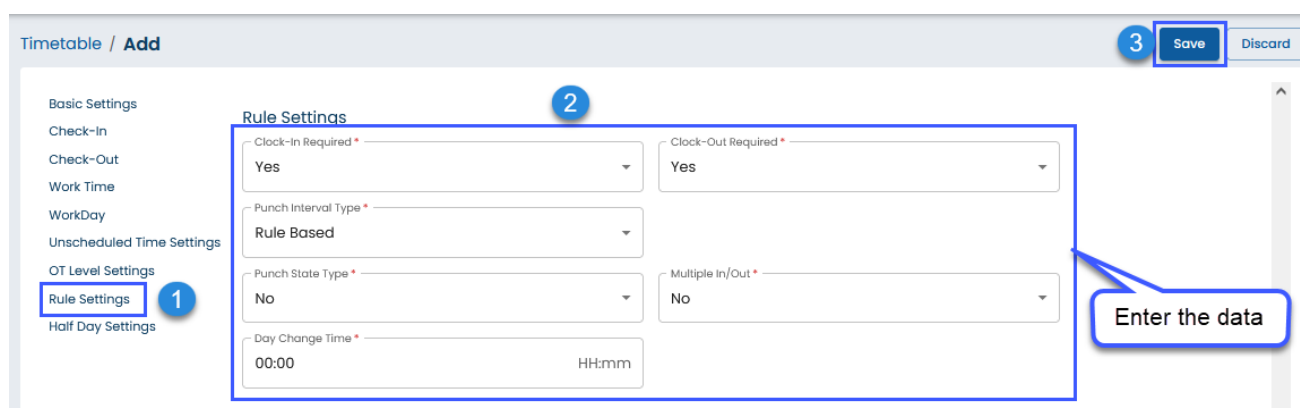 Timetable / Add
3
Save
Discard
Basic Settings
Check-In
Check-Out
Work Time
WorkDay
Unscheduled Time Settings
OT Level Settings
Rule Settings
1
Half Day Settings
2
Rule Settings
Clock-In Required *
Yes
Clock-Out Required *
Yes
Punch Interval Type *
Rule Based
Punch State Type *
No
Multiple In/Out *
No
Day Change Time *
00:00 HH:mm
Enter the data